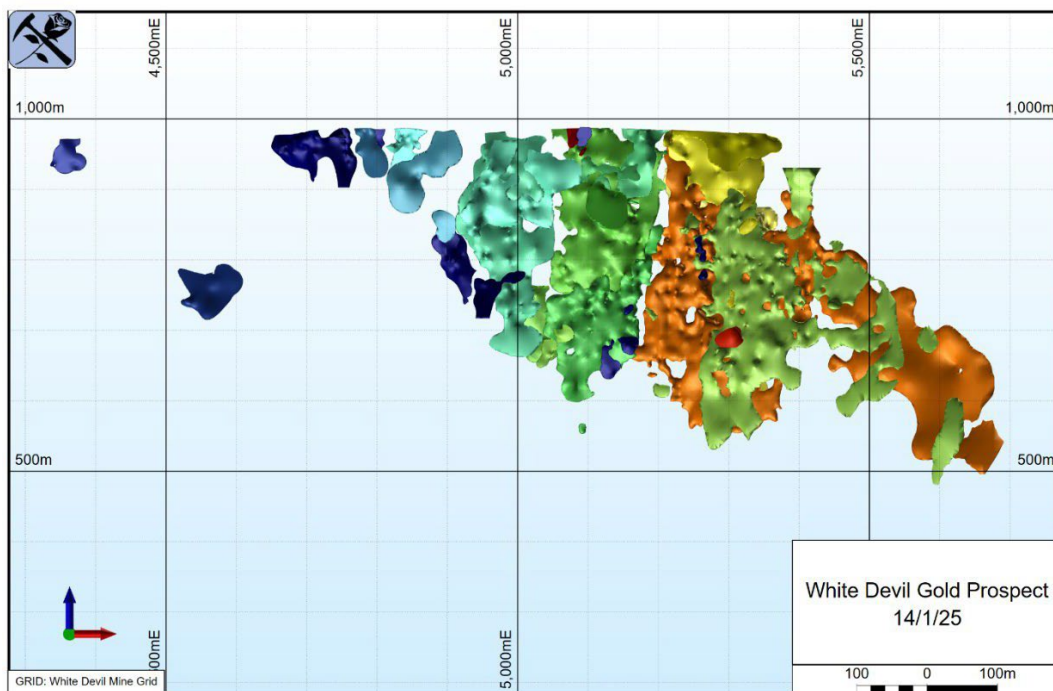 4,500mE
5,000mE
5,500mE
1,000m
1,000m
500m
500m
White Devil Gold Prospect
14/1/25
5,000mE
GRID: White Devil Mine Grid
100
0
100m